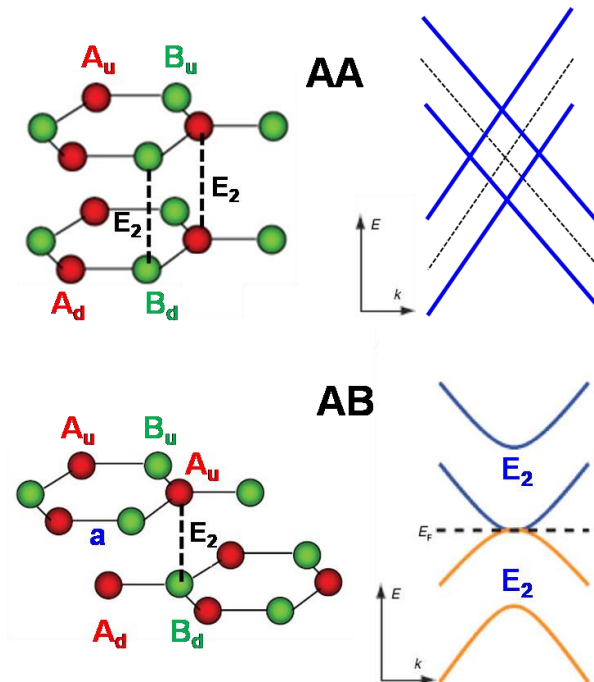 A_u B_u
AA
E_2
E_2
A_d B_d
E
k
AB
A_u B_u
A_u
a
E_2
A_d B_d
E_2
E_F
E_2
E
k